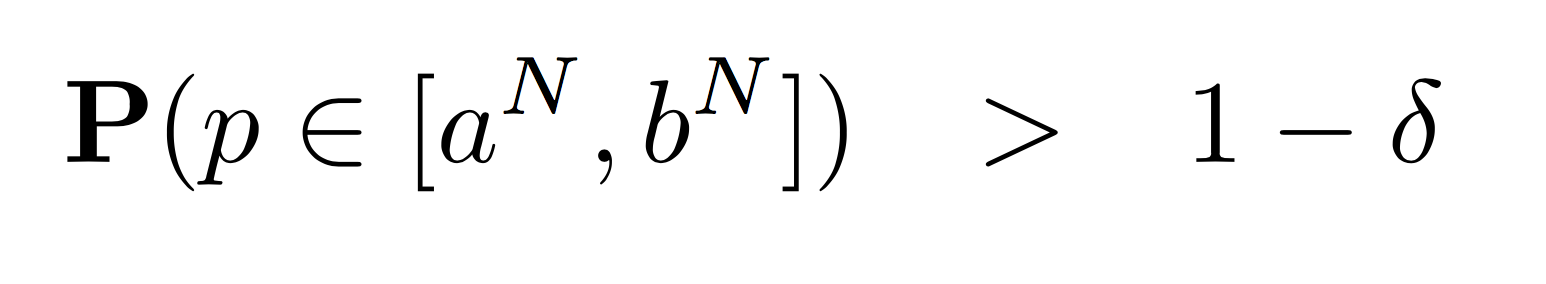 P(p ∈ [a^N, b^N]) > 1 − δ